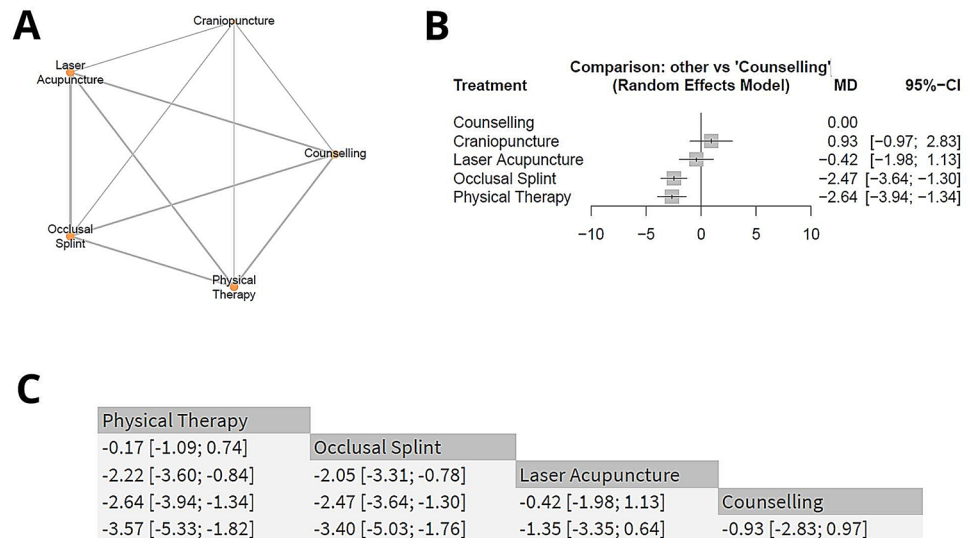 A
Craniopuncture
Laser
Acupuncture
Counselling
Occlusal
Splint
Physical
Therapy
B
Comparison: other vs 'Counselling'
Treatment (Random Effects Model) MD 95%−CI
Counselling 0.00
Craniopuncture 0.93 [−0.97; 2.83]
Laser Acupuncture −0.42 [−1.98; 1.13]
Occlusal Splint −2.47 [−3.64; −1.30]
Physical Therapy −2.64 [−3.94; −1.34]
−10 −5 0 5 10
C
Physical Therapy
-0.17 [-1.09; 0.74] Occlusal Splint
-2.22 [-3.60; -0.84] -2.05 [-3.31; -0.78] Laser Acupuncture
-2.64 [-3.94; -1.34] -2.47 [-3.64; -1.30] -0.42 [-1.98; 1.13] Counselling
-3.57 [-5.33; -1.82] -3.40 [-5.03; -1.76] -1.35 [-3.35; 0.64] -0.93 [-2.83; 0.97]